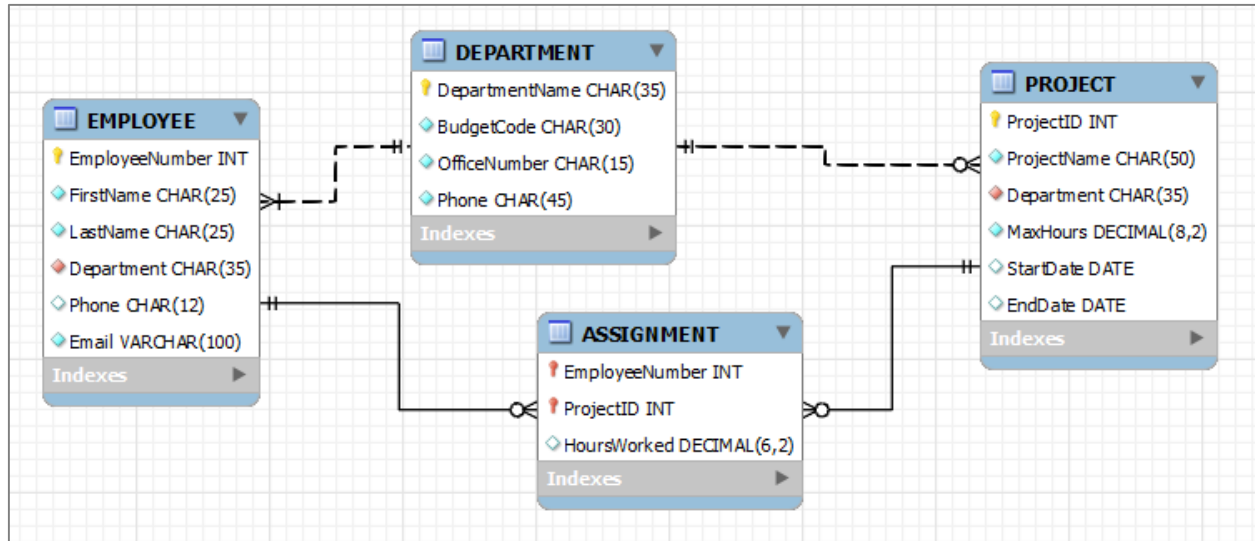 EMPLOYEE
EmployeeNumber INT
FirstName CHAR(25)
LastName CHAR(25)
Department CHAR(35)
Phone CHAR(12)
Email VARCHAR(100)
Indexes
DEPARTMENT
DepartmentName CHAR(35)
BudgetCode CHAR(30)
OfficeNumber CHAR(15)
Phone CHAR(45)
Indexes
PROJECT
ProjectID INT
ProjectName CHAR(50)
Department CHAR(35)
MaxHours DECIMAL(8,2)
StartDate DATE
EndDate DATE
Indexes
ASSIGNMENT
EmployeeNumber INT
ProjectID INT
HoursWorked DECIMAL(6,2)
Indexes